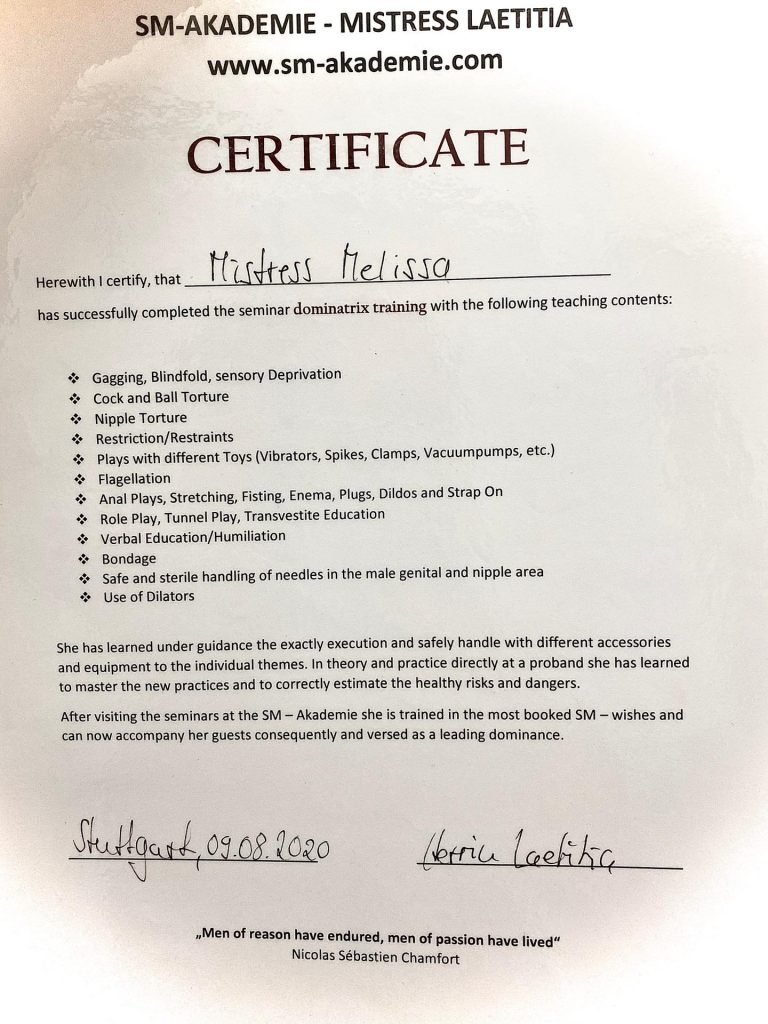 SM-AKADEMIE - MISTRESS LAETITIA
www.sm-akademie.com
CERTIFICATE
Herewith I certify, that Mistress Melissa
has successfully completed the seminar dominatrix training with the following teaching contents:
❖ Gagging, Blindfold, sensory Deprivation
❖ Cock and Ball Torture
❖ Nipple Torture
❖ Restriction/Restraints
❖ Plays with different Toys (Vibrators, Spikes, Clamps, Vacuumpumps, etc.)
❖ Flagellation
❖ Anal Plays, Stretching, Fisting, Enema, Plugs, Dildos and Strap On
❖ Role Play, Tunnel Play, Transvestite Education
❖ Verbal Education/Humiliation
❖ Bondage
❖ Safe and sterile handling of needles in the male genital and nipple area
❖ Use of Dilators
She has learned under guidance the exactly execution and safely handle with different accessories
and equipment to the individual themes. In theory and practice directly at a proband she has learned
to master the new practices and to correctly estimate the healthy risks and dangers.
After visiting the seminars at the SM – Akademie she is trained in the most booked SM – wishes and
can now accompany her guests consequently and versed as a leading dominance.
Stuttgart, 09.08.2020 Herrin Laetitia
„Men of reason have endured, men of passion have lived“
Nicolas Sébastien Chamfort